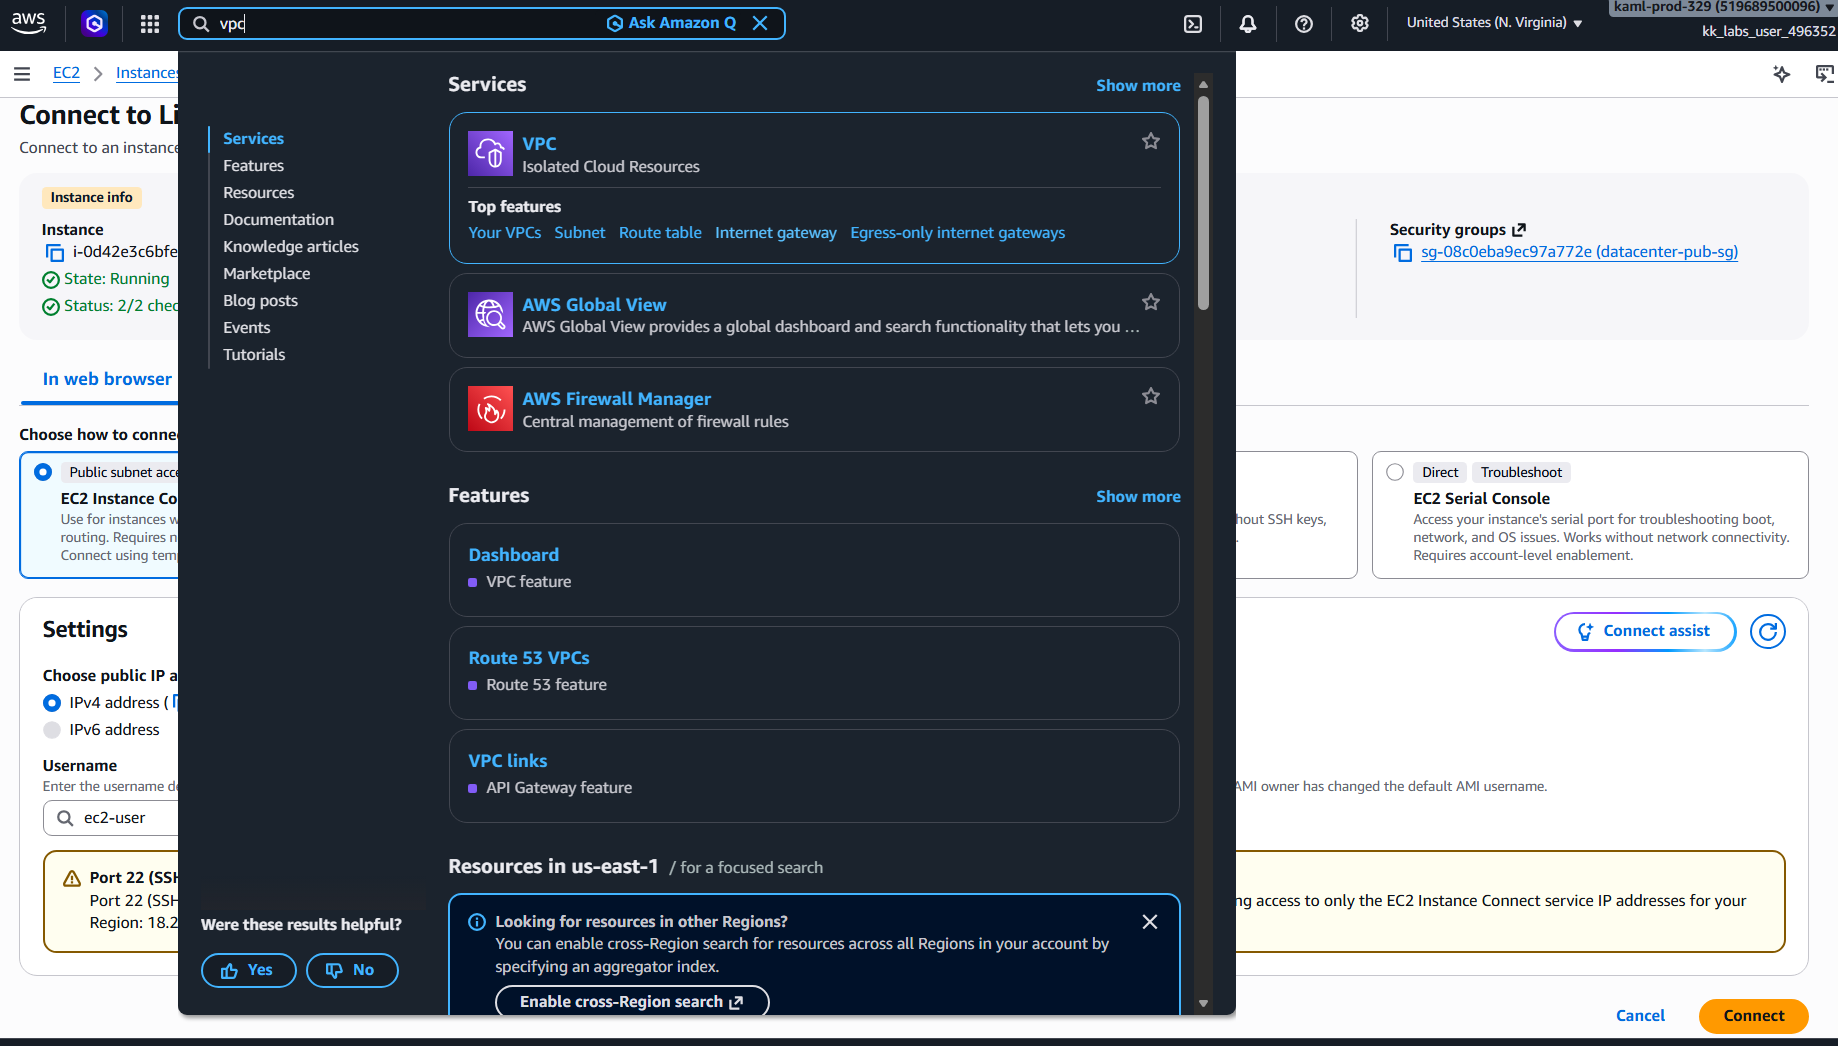 aws
vpc
Ask Amazon Q
United States (N. Virginia)
kaml-prod-329 (519689500096)
kk_labs_user_496352
EC2
Instances
Connect to Li
Connect to an instance
Instance info
Instance
i-0d42e3c6bfe
State: Running
Status: 2/2 chec
Security groups
sg-08c0eba9ec97a772e (datacenter-pub-sg)
In web browser
Choose how to conne
Public subnet acce
EC2 Instance Co
Use for instances w
routing. Requires n
Connect using temp
hout SSH keys,
Direct
Troubleshoot
EC2 Serial Console
Access your instance's serial port for troubleshooting boot,
network, and OS issues. Works without network connectivity.
Requires account-level enablement.
Settings
Connect assist
Choose public IP a
IPv4 address (
IPv6 address
Username
Enter the username de
AMI owner has changed the default AMI username.
ec2-user
Port 22 (SSH
Port 22 (SSH
ng access to only the EC2 Instance Connect service IP addresses for your
Region: 18.2
Cancel
Connect
Services
Features
Resources
Documentation
Knowledge articles
Marketplace
Blog posts
Events
Tutorials
Services
Show more
VPC
Isolated Cloud Resources
Top features
Your VPCs Subnet Route table Internet gateway Egress-only internet gateways
AWS Global View
AWS Global View provides a global dashboard and search functionality that lets you ...
AWS Firewall Manager
Central management of firewall rules
Features
Show more
Dashboard
VPC feature
Route 53 VPCs
Route 53 feature
VPC links
API Gateway feature
Resources in us-east-1 / for a focused search
Looking for resources in other Regions?
You can enable cross-Region search for resources across all Regions in your account by
specifying an aggregator index.
Enable cross-Region search
Were these results helpful?
Yes
No